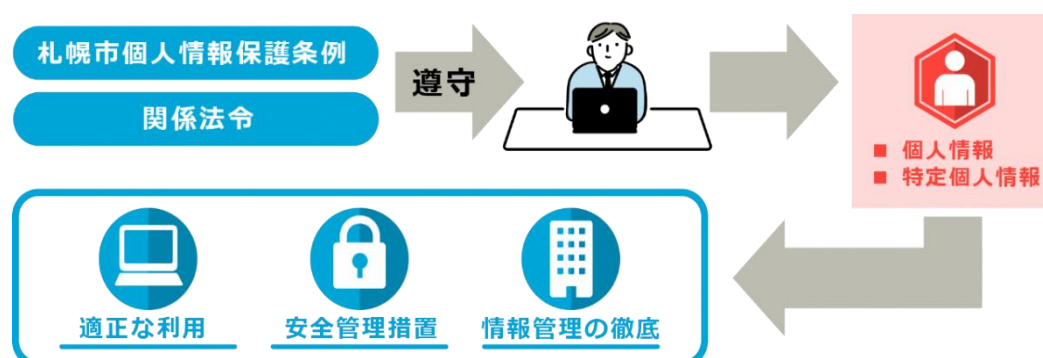 札幌市個人情報保護条例
関係法令
遵守
■ 個人情報
■ 特定個人情報
適正な利用
安全管理措置
情報管理の徹底